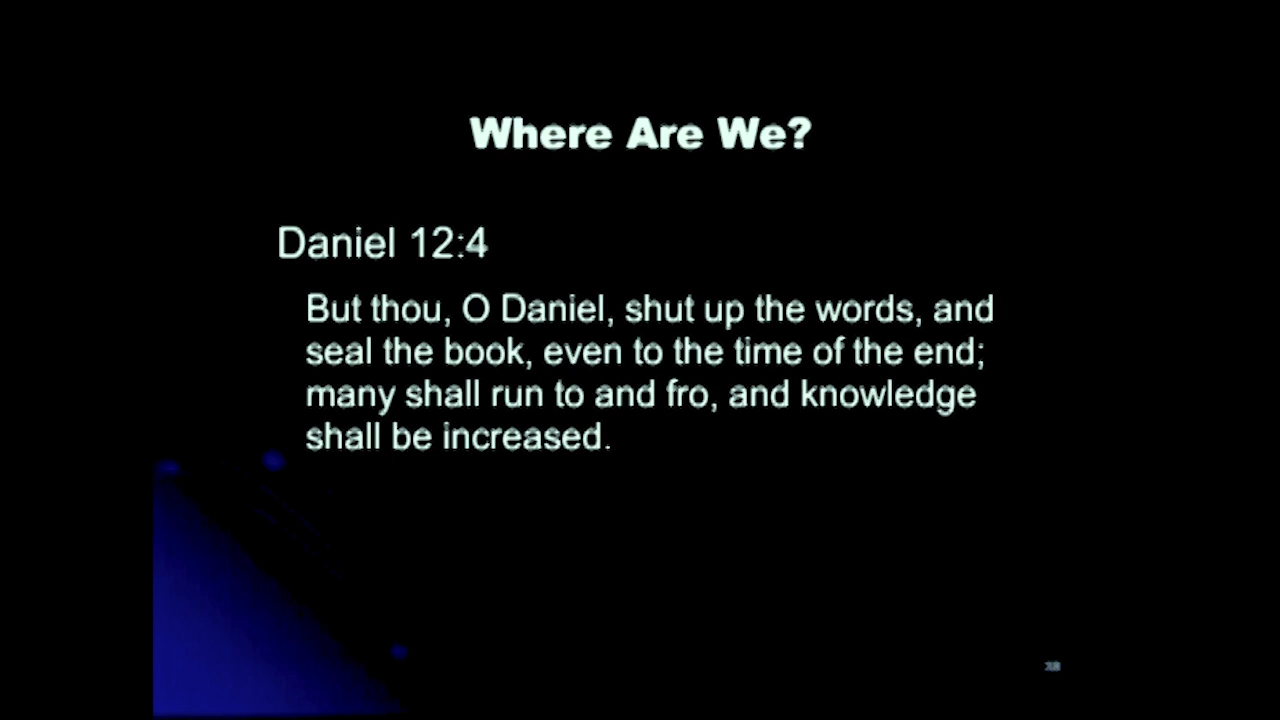 Where Are We?
Daniel 12:4
But thou, O Daniel, shut up the words, and
seal the book, even to the time of the end;
many shall run to and fro, and knowledge
shall be increased.